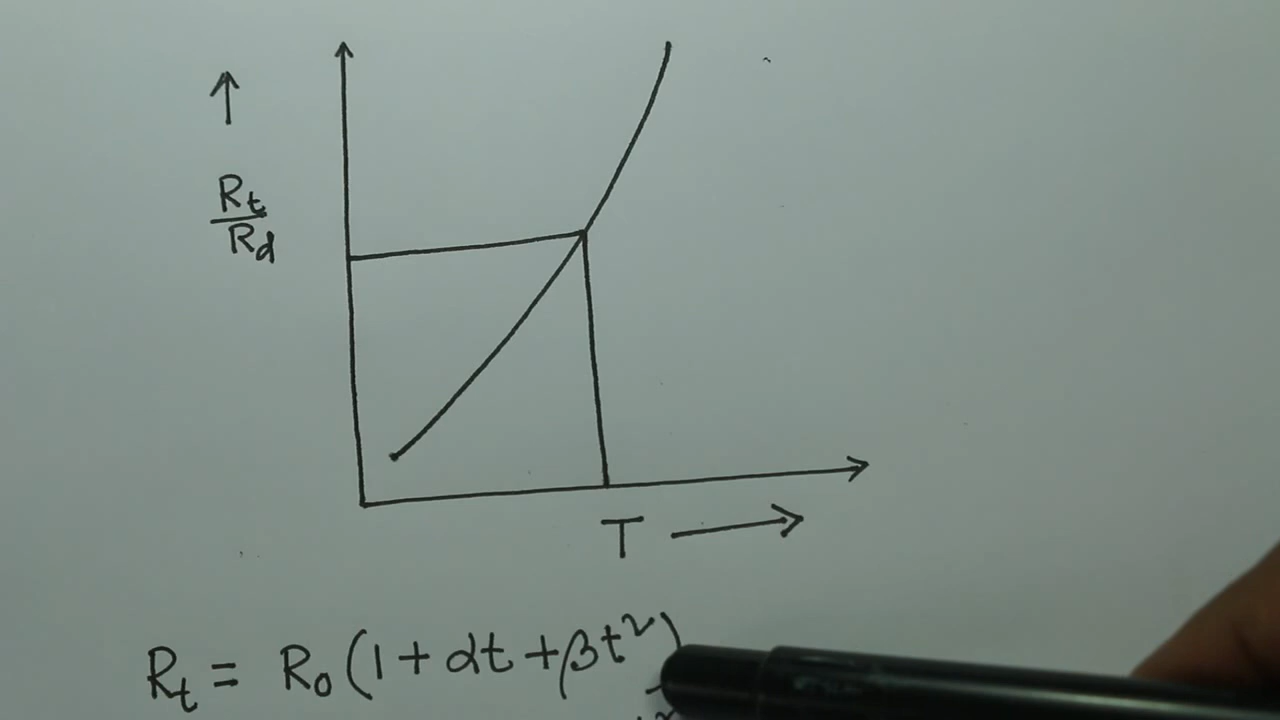 ↑
Rt
Rd
T →
Rt = R0 (1 + αt + βt²)